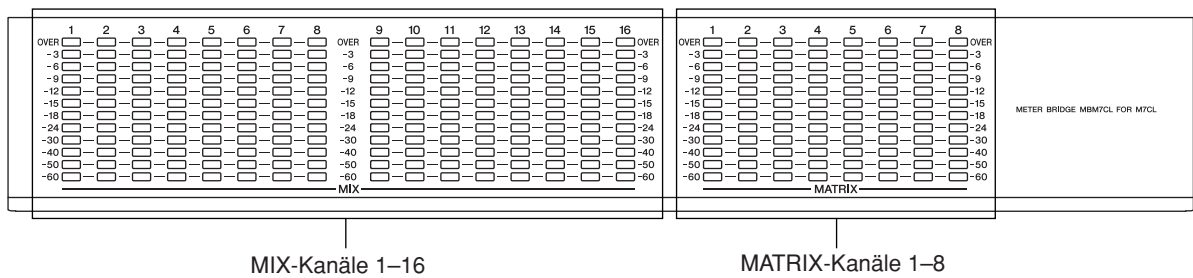 1 2 3 4 5 6 7 8 9 10 11 12 13 14 15 16 1 2 3 4 5 6 7 8
OVER OVER OVER OVER OVER
-3 -3 -3 -3 -3
-6 -6 -6 -6 -6
-9 -9 -9 -9 -9
-12 -12 -12 -12 -12
-15 -15 -15 -15 -15
-18 -18 -18 -18 -18
METER BRIDGE MBM7CL FOR M7CL
-24 -24 -24 -24 -24
-30 -30 -30 -30 -30
-40 -40 -40 -40 -40
-50 -50 -50 -50 -50
-60 -60 -60 -60 -60
MIX MATRIX
MIX-Kanäle 1–16 MATRIX-Kanäle 1–8